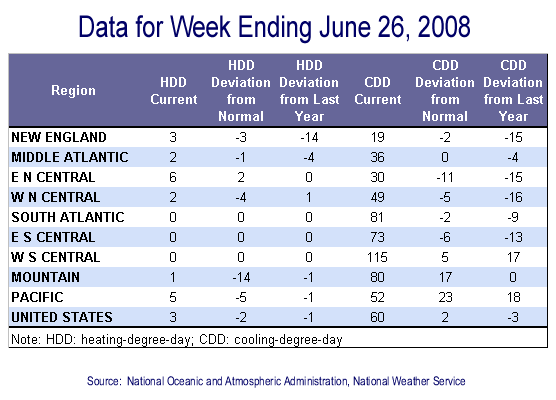 Data for Week Ending June 26, 2008
Region HDD Current HDD Deviation from Normal HDD Deviation from Last Year CDD Current CDD Deviation from Normal CDD Deviation from Last Year
NEW ENGLAND 3 -3 -14 19 -2 -15
MIDDLE ATLANTIC 2 -1 -4 36 0 -4
E N CENTRAL 6 2 0 30 -11 -15
W N CENTRAL 2 -4 1 49 -5 -16
SOUTH ATLANTIC 0 0 0 81 -2 -9
E S CENTRAL 0 0 0 73 -6 -13
W S CENTRAL 0 0 0 115 5 17
MOUNTAIN 1 -14 -1 80 17 0
PACIFIC 5 -5 -1 52 23 18
UNITED STATES 3 -2 -1 60 2 -3
Note: HDD: heating-degree-day; CDD: cooling-degree-day
Source: National Oceanic and Atmospheric Administration, National Weather Service